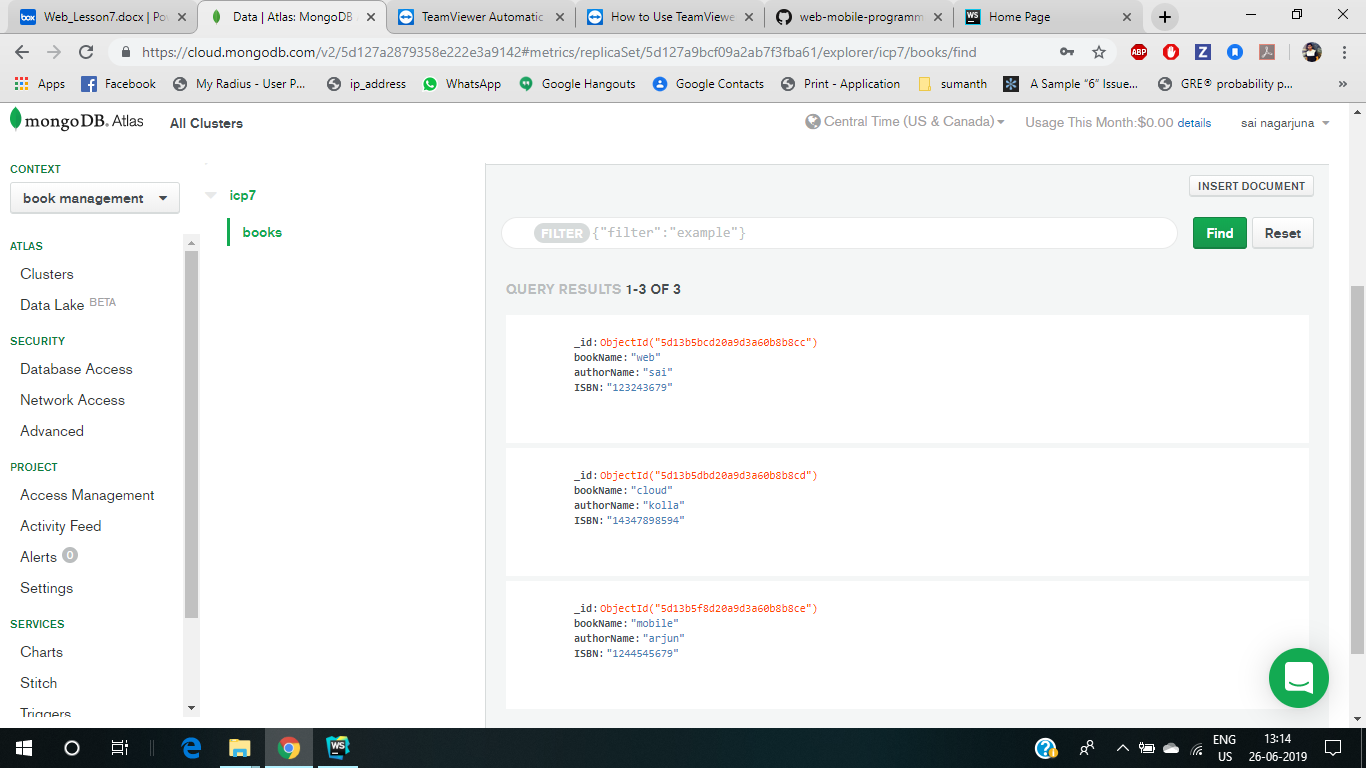 Web_Lesson7.docx | Po
Data | Atlas: MongoDB
TeamViewer Automatic
How to Use TeamViewe
web-mobile-programm
Home Page
https://cloud.mongodb.com/v2/5d127a2879358e222e3a9142#metrics/replicaSet/5d127a9bcf09a2ab7f3fba61/explorer/icp7/books/find
Apps
Facebook
My Radius - User P...
ip_address
WhatsApp
Google Hangouts
Google Contacts
Print - Application
sumanth
A Sample “6” Issue...
GRE® probability p...
mongoDB. Atlas
All Clusters
Central Time (US & Canada)
Usage This Month:$0.00 details
sai nagarjuna
CONTEXT
book management
ATLAS
Clusters
Data Lake BETA
SECURITY
Database Access
Network Access
Advanced
PROJECT
Access Management
Activity Feed
Alerts 0
Settings
SERVICES
Charts
Stitch
Triggers
icp7
books
INSERT DOCUMENT
FILTER {"filter":"example"}
Find
Reset
QUERY RESULTS 1-3 OF 3
_id: ObjectId("5d13b5bcd20a9d3a60b8b8cc")
bookName: "web"
authorName: "sai"
ISBN: "123243679"
_id: ObjectId("5d13b5dbd20a9d3a60b8b8cd")
bookName: "cloud"
authorName: "kolla"
ISBN: "14347898594"
_id: ObjectId("5d13b5f8d20a9d3a60b8b8ce")
bookName: "mobile"
authorName: "arjun"
ISBN: "1244545679"
ENG
US
13:14
26-06-2019